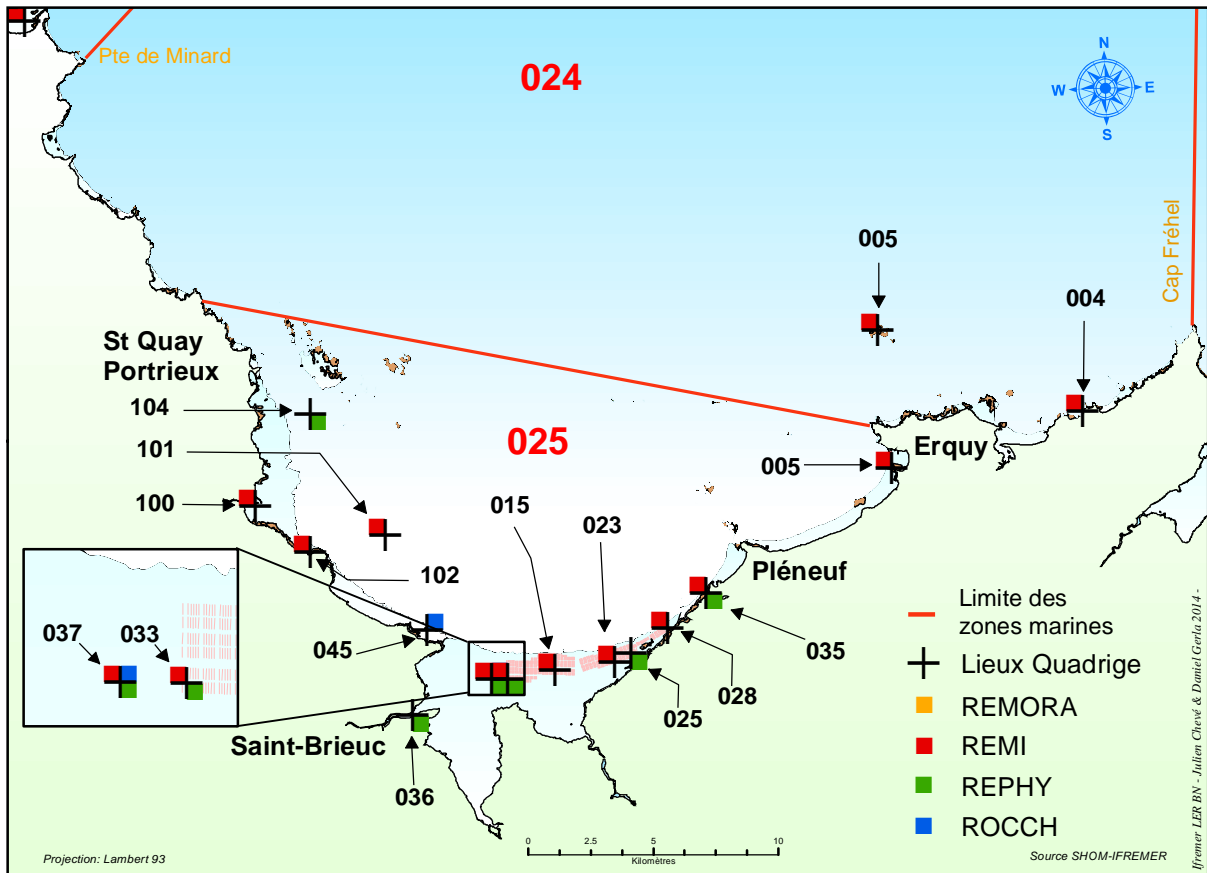 Pte de Minard
024
N
W
E
S
005
004
Cap Fréhel
St Quay
Portrieux
104
025
101
Erquy
005
100
015
023
102
Pléneuf
037
033
045
035
028
025
Saint-Brieuc
036
Limite des
zones marines
Lieux Quadrige
REMORA
REMI
REPHY
ROCCH
0
2.5
5
10
Kilomètres
Projection: Lambert 93
Source SHOM-IFREMER
Ifremer LER BN - Julien Chevé & Daniel Gerla 2014 -